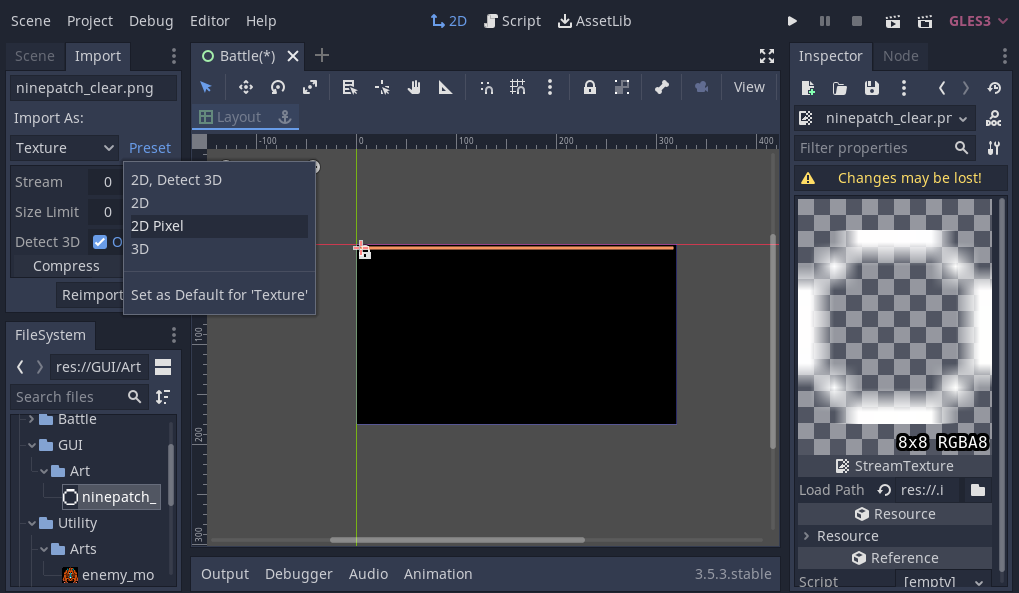 Scene Project Debug Editor Help 2D Script AssetLib GLES3
Scene Import
ninepatch_clear.png
Import As:
Texture Preset
Stream 0
Size Limit 0
Detect 3D O
Compress
Reimport
2D, Detect 3D
2D
2D Pixel
3D
Set as Default for 'Texture'
FileSystem
res://GUI/Art
Search files
Battle
GUI
Art
ninepatch_
Utility
Arts
enemy_mo
Battle(*)
View
Layout
-100 0 100 200 300 400
100
200
300
Output Debugger Audio Animation 3.5.3.stable
Inspector Node
ninepatch_clear.pr
Filter properties
Changes may be lost!
8x8 RGBA8
StreamTexture
Load Path res://.i
Resource
Resource
Reference
Script [empty]